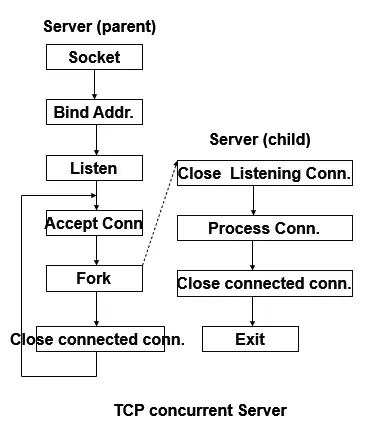 Server (parent)
Socket
Bind Addr.
Listen
Accept Conn
Fork
Close connected conn.
Server (child)
Close Listening Conn.
Process Conn.
Close connected conn.
Exit
TCP concurrent Server